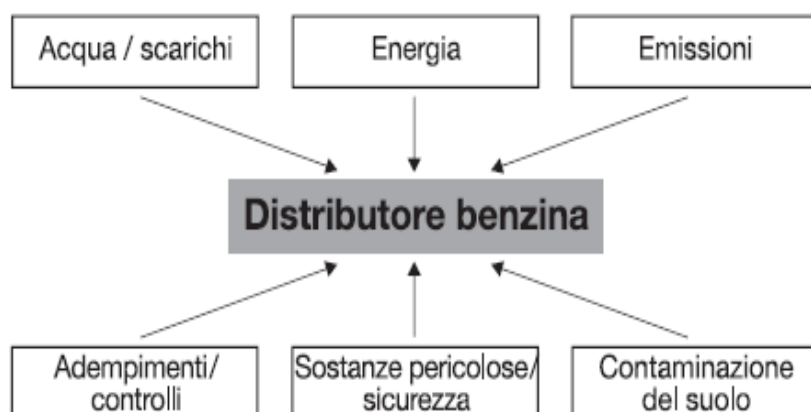 Acqua / scarichi
Energia
Emissioni
Distributore benzina
Adempimenti/
controlli
Sostanze pericolose/
sicurezza
Contaminazione
del suolo